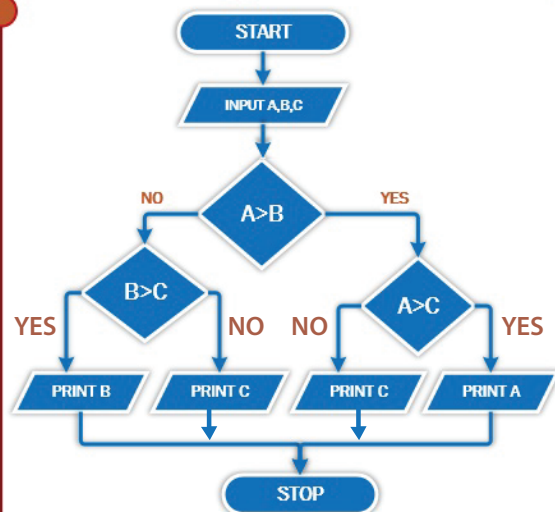 START
INPUT A,B,C
A>B
NO
YES
B>C
A>C
YES
NO
NO
YES
PRINT B
PRINT C
PRINT C
PRINT A
STOP